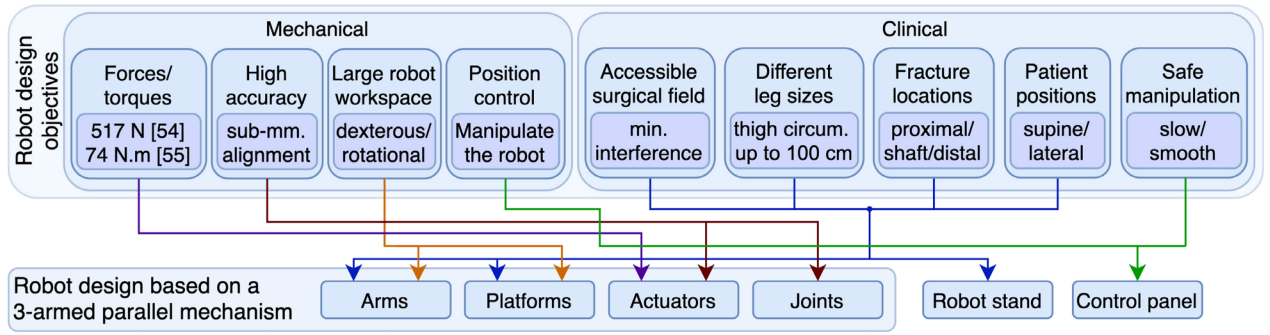 Robot design
objectives
Mechanical
Forces/
torques
517 N [54]
74 N.m [55]
High
accuracy
sub-mm.
alignment
Large robot
workspace
dexterous/
rotational
Position
control
Manipulate
the robot
Clinical
Accessible
surgical field
min.
interference
Different
leg sizes
thigh circum.
up to 100 cm
Fracture
locations
proximal/
shaft/distal
Patient
positions
supine/
lateral
Safe
manipulation
slow/
smooth
Robot design based on a
3-armed parallel mechanism
Arms
Platforms
Actuators
Joints
Robot stand
Control panel